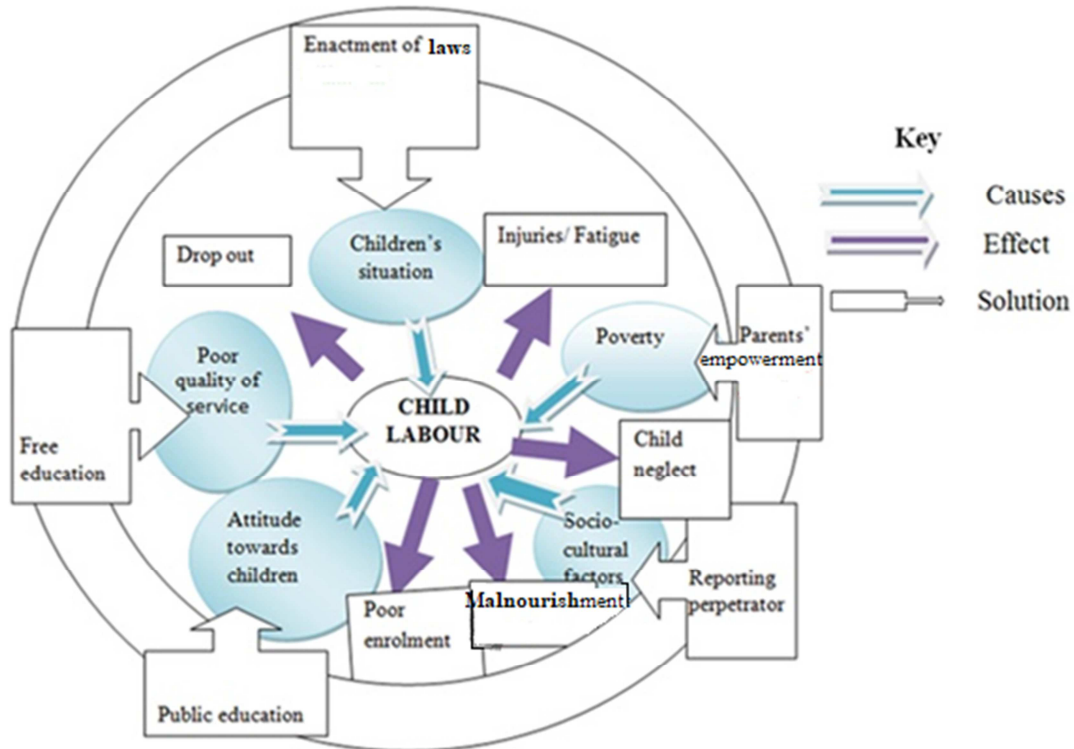 Enactment of laws
Key
Causes
Effect
Solution
Drop out
Children's
situation
Injuries/ Fatigue
Poor
quality of
service
Poverty
Parents'
empowerment
CHILD
LABOUR
Free
education
Child
neglect
Attitude
towards
children
Socio-
cultural
factors
Reporting
perpetrator
Poor
enrolment
Malnourishment
Public education